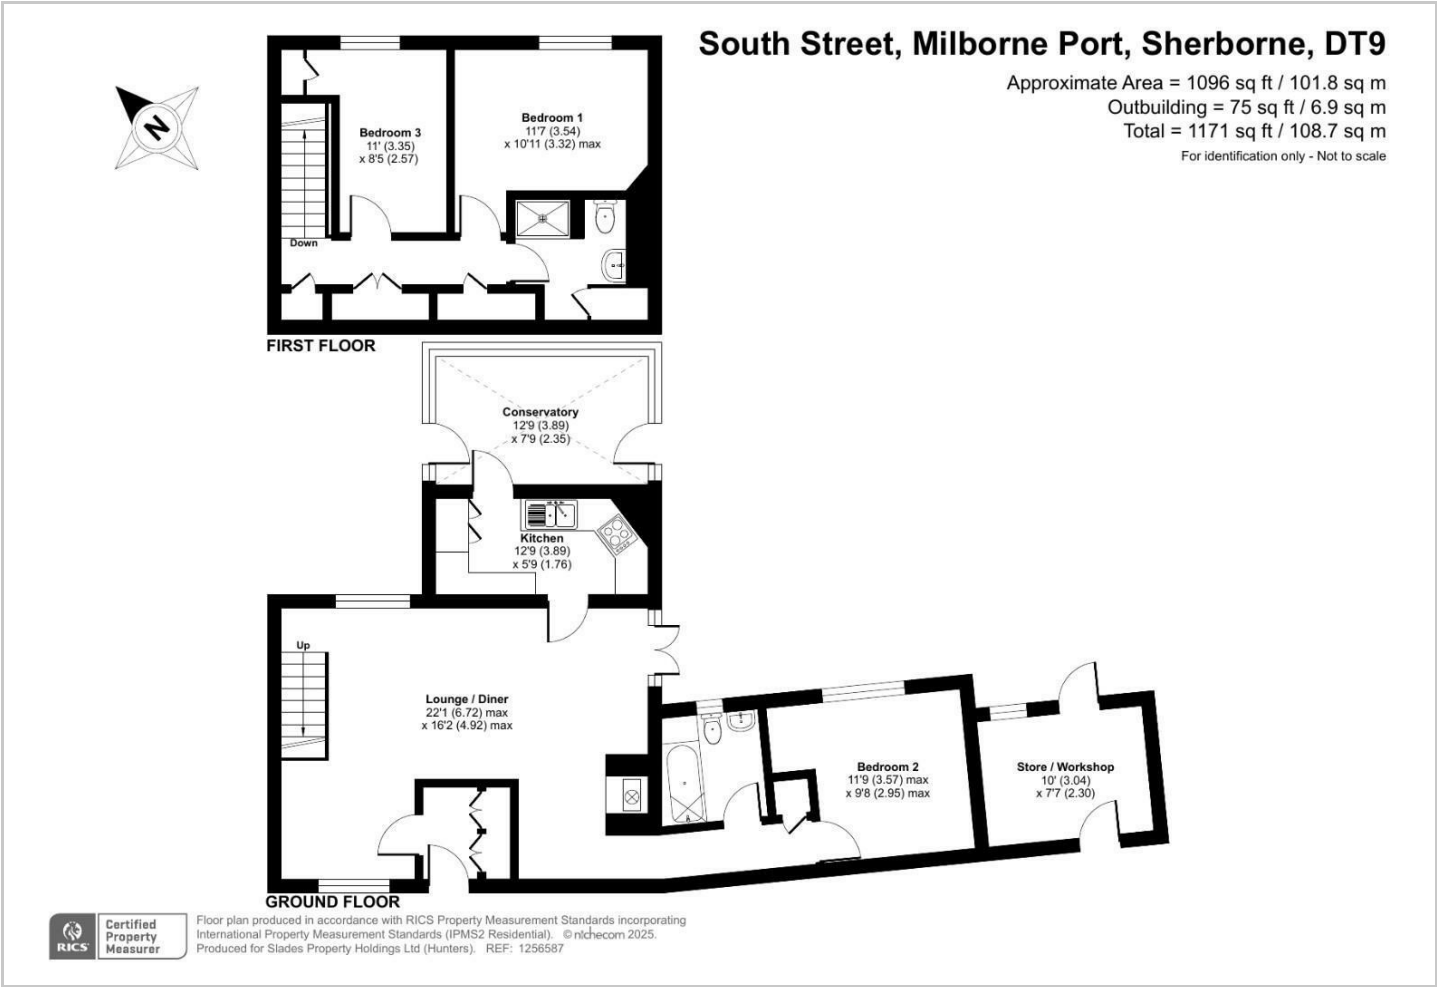 South Street, Milborne Port, Sherborne, DT9
Approximate Area = 1096 sq ft / 101.8 sq m
Outbuilding = 75 sq ft / 6.9 sq m
Total = 1171 sq ft / 108.7 sq m
For identification only - Not to scale
N
Bedroom 3
11' (3.35)
x 8'5 (2.57)
Bedroom 1
11'7 (3.54)
x 10'11 (3.32) max
Down
FIRST FLOOR
Conservatory
12'9 (3.89)
x 7'9 (2.35)
Kitchen
12'9 (3.89)
x 5'9 (1.76)
Up
Lounge / Diner
22'1 (6.72) max
x 16'2 (4.92) max
Bedroom 2
11'9 (3.57) max
x 9'8 (2.95) max
Store / Workshop
10' (3.04)
x 7'7 (2.30)
GROUND FLOOR
RICS
Certified
Property
Measurer
Floor plan produced in accordance with RICS Property Measurement Standards incorporating
International Property Measurement Standards (IPMS2 Residential). © nichecom 2025.
Produced for Slades Property Holdings Ltd (Hunters). REF: 1256587